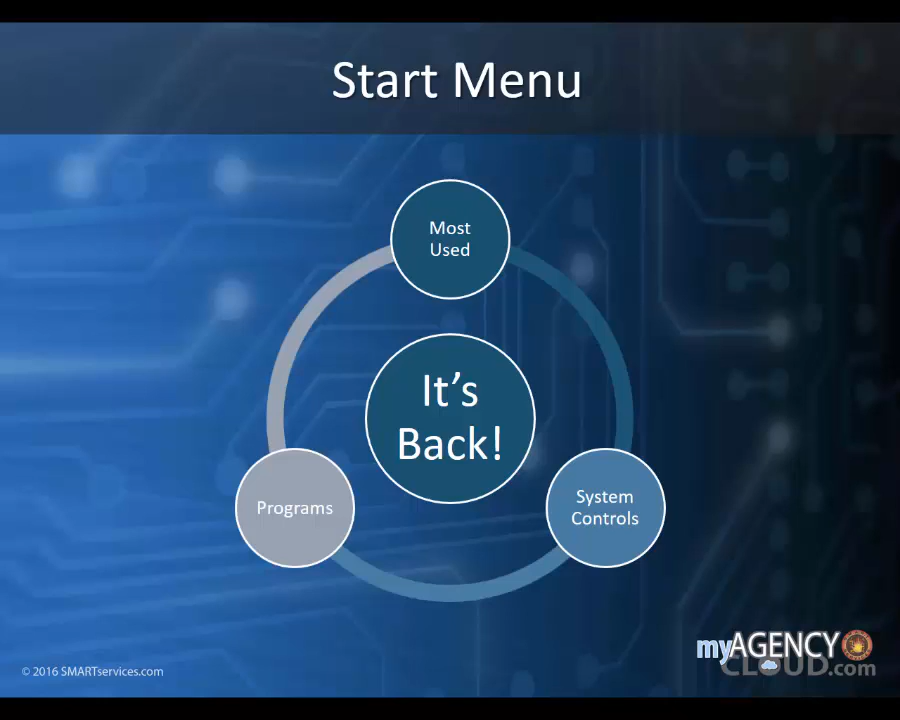 Start Menu
Most
Used
It's
Back!
Programs
System
Controls
© 2016 SMARTservices.com
myAGENCY
CLOUD.com